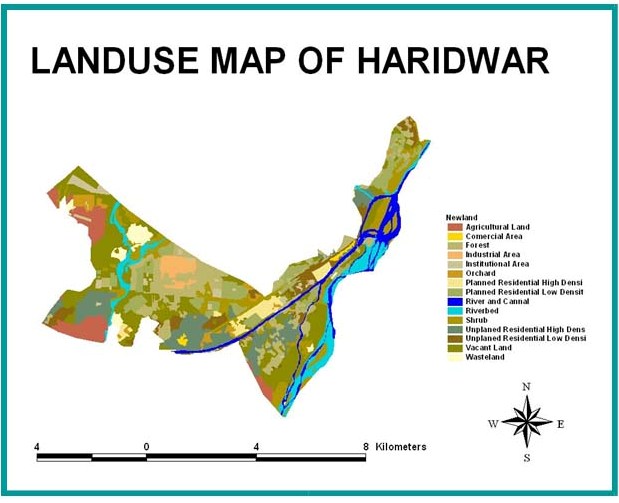 LANDUSE MAP OF HARIDWAR
Newland
Agricultural Land
Comercial Area
Forest
Industrial Area
Institutional Area
Orchard
Planned Residential High Densi
Planned Residential Low Densit
River and Cannal
Riverbed
Shrub
Unplaned Residential High Dens
Unplaned Residential Low Densi
Vacant Land
Wasteland
N
W E
S
4 0 4 8 Kilometers